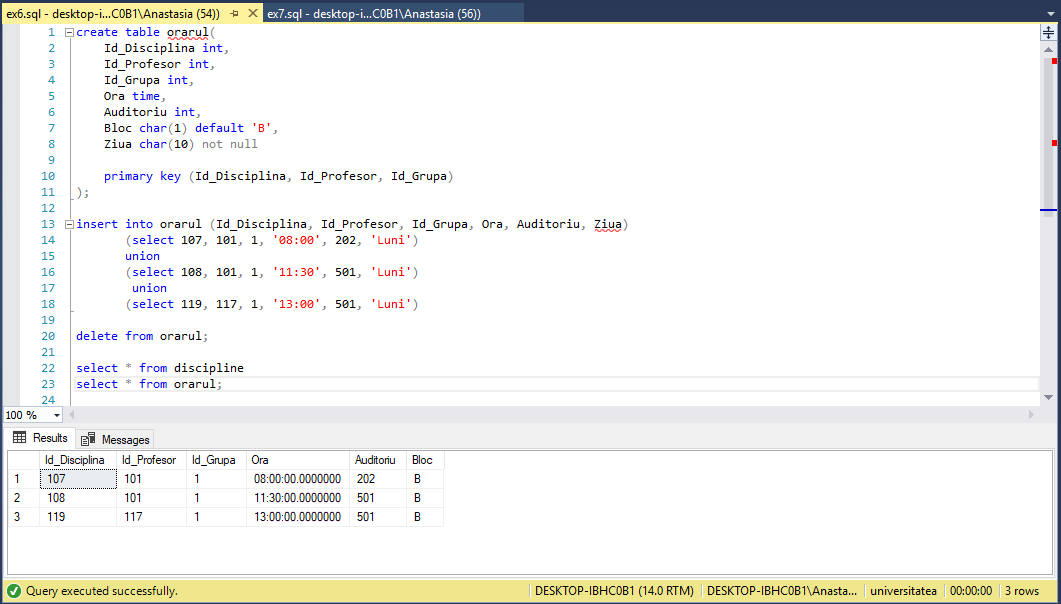 ex6.sql - desktop-i...C0B1\Anastasia (54)) ex7.sql - desktop-i...C0B1\Anastasia (56))
1 create table orarul(
2 Id_Disciplina int,
3 Id_Profesor int,
4 Id_Grupa int,
5 Ora time,
6 Auditoriu int,
7 Bloc char(1) default 'B',
8 Ziua char(10) not null
9
10 primary key (Id_Disciplina, Id_Profesor, Id_Grupa)
11 );
12
13 insert into orarul (Id_Disciplina, Id_Profesor, Id_Grupa, Ora, Auditoriu, Ziua)
14 (select 107, 101, 1, '08:00', 202, 'Luni')
15 union
16 (select 108, 101, 1, '11:30', 501, 'Luni')
17 union
18 (select 119, 117, 1, '13:00', 501, 'Luni')
19
20 delete from orarul;
21
22 select * from discipline
23 select * from orarul;
24
100 %
Results Messages
Id_Disciplina Id_Profesor Id_Grupa Ora Auditoriu Bloc
1 107 101 1 08:00:00.0000000 202 B
2 108 101 1 11:30:00.0000000 501 B
3 119 117 1 13:00:00.0000000 501 B
Query executed successfully. DESKTOP-IBHC0B1 (14.0 RTM) DESKTOP-IBHC0B1\Anasta... universitatea 00:00:00 3 rows